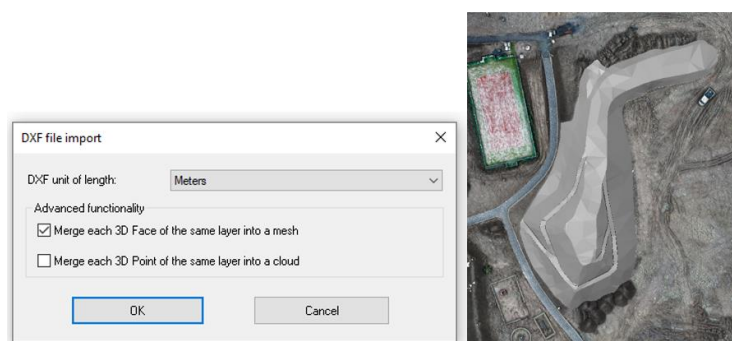 DXF file import
DXF unit of length: Meters
Advanced functionality
Merge each 3D Face of the same layer into a mesh
Merge each 3D Point of the same layer into a cloud
OK Cancel